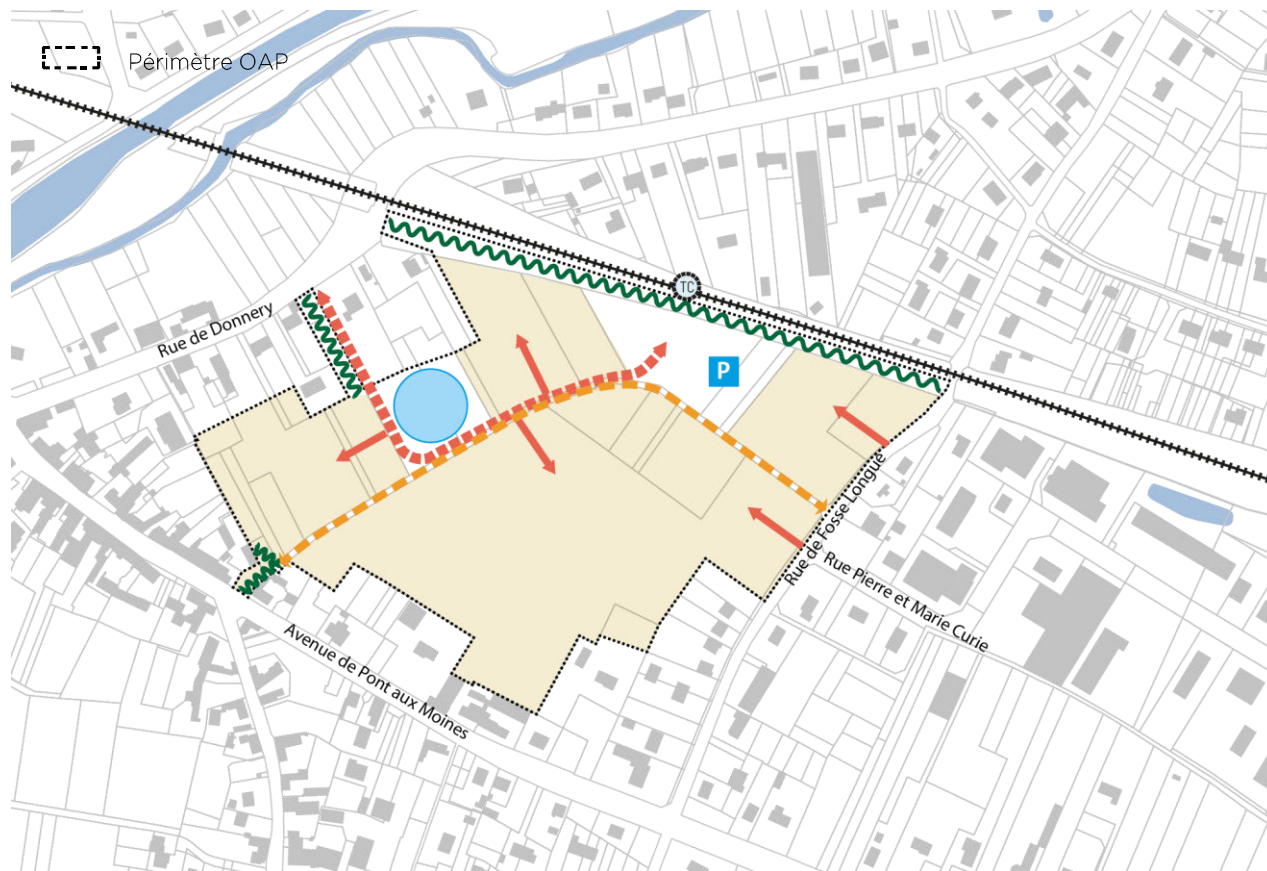 Périmètre OAP
TC
Rue de Donnery
P
Rue de Fosse Longue
Rue Pierre et Marie Curie
Avenue de Pont aux Moines